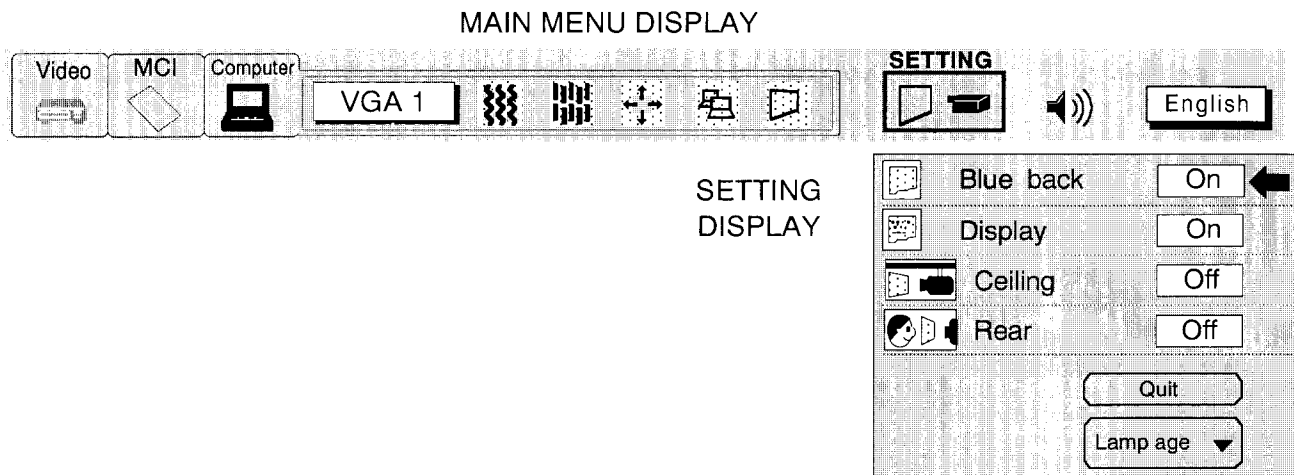 MAIN MENU DISPLAY
Video MCI Computer VGA 1 SETTING English
SETTING
DISPLAY
Blue back On
Display On
Ceiling Off
Rear Off
Quit
Lamp age